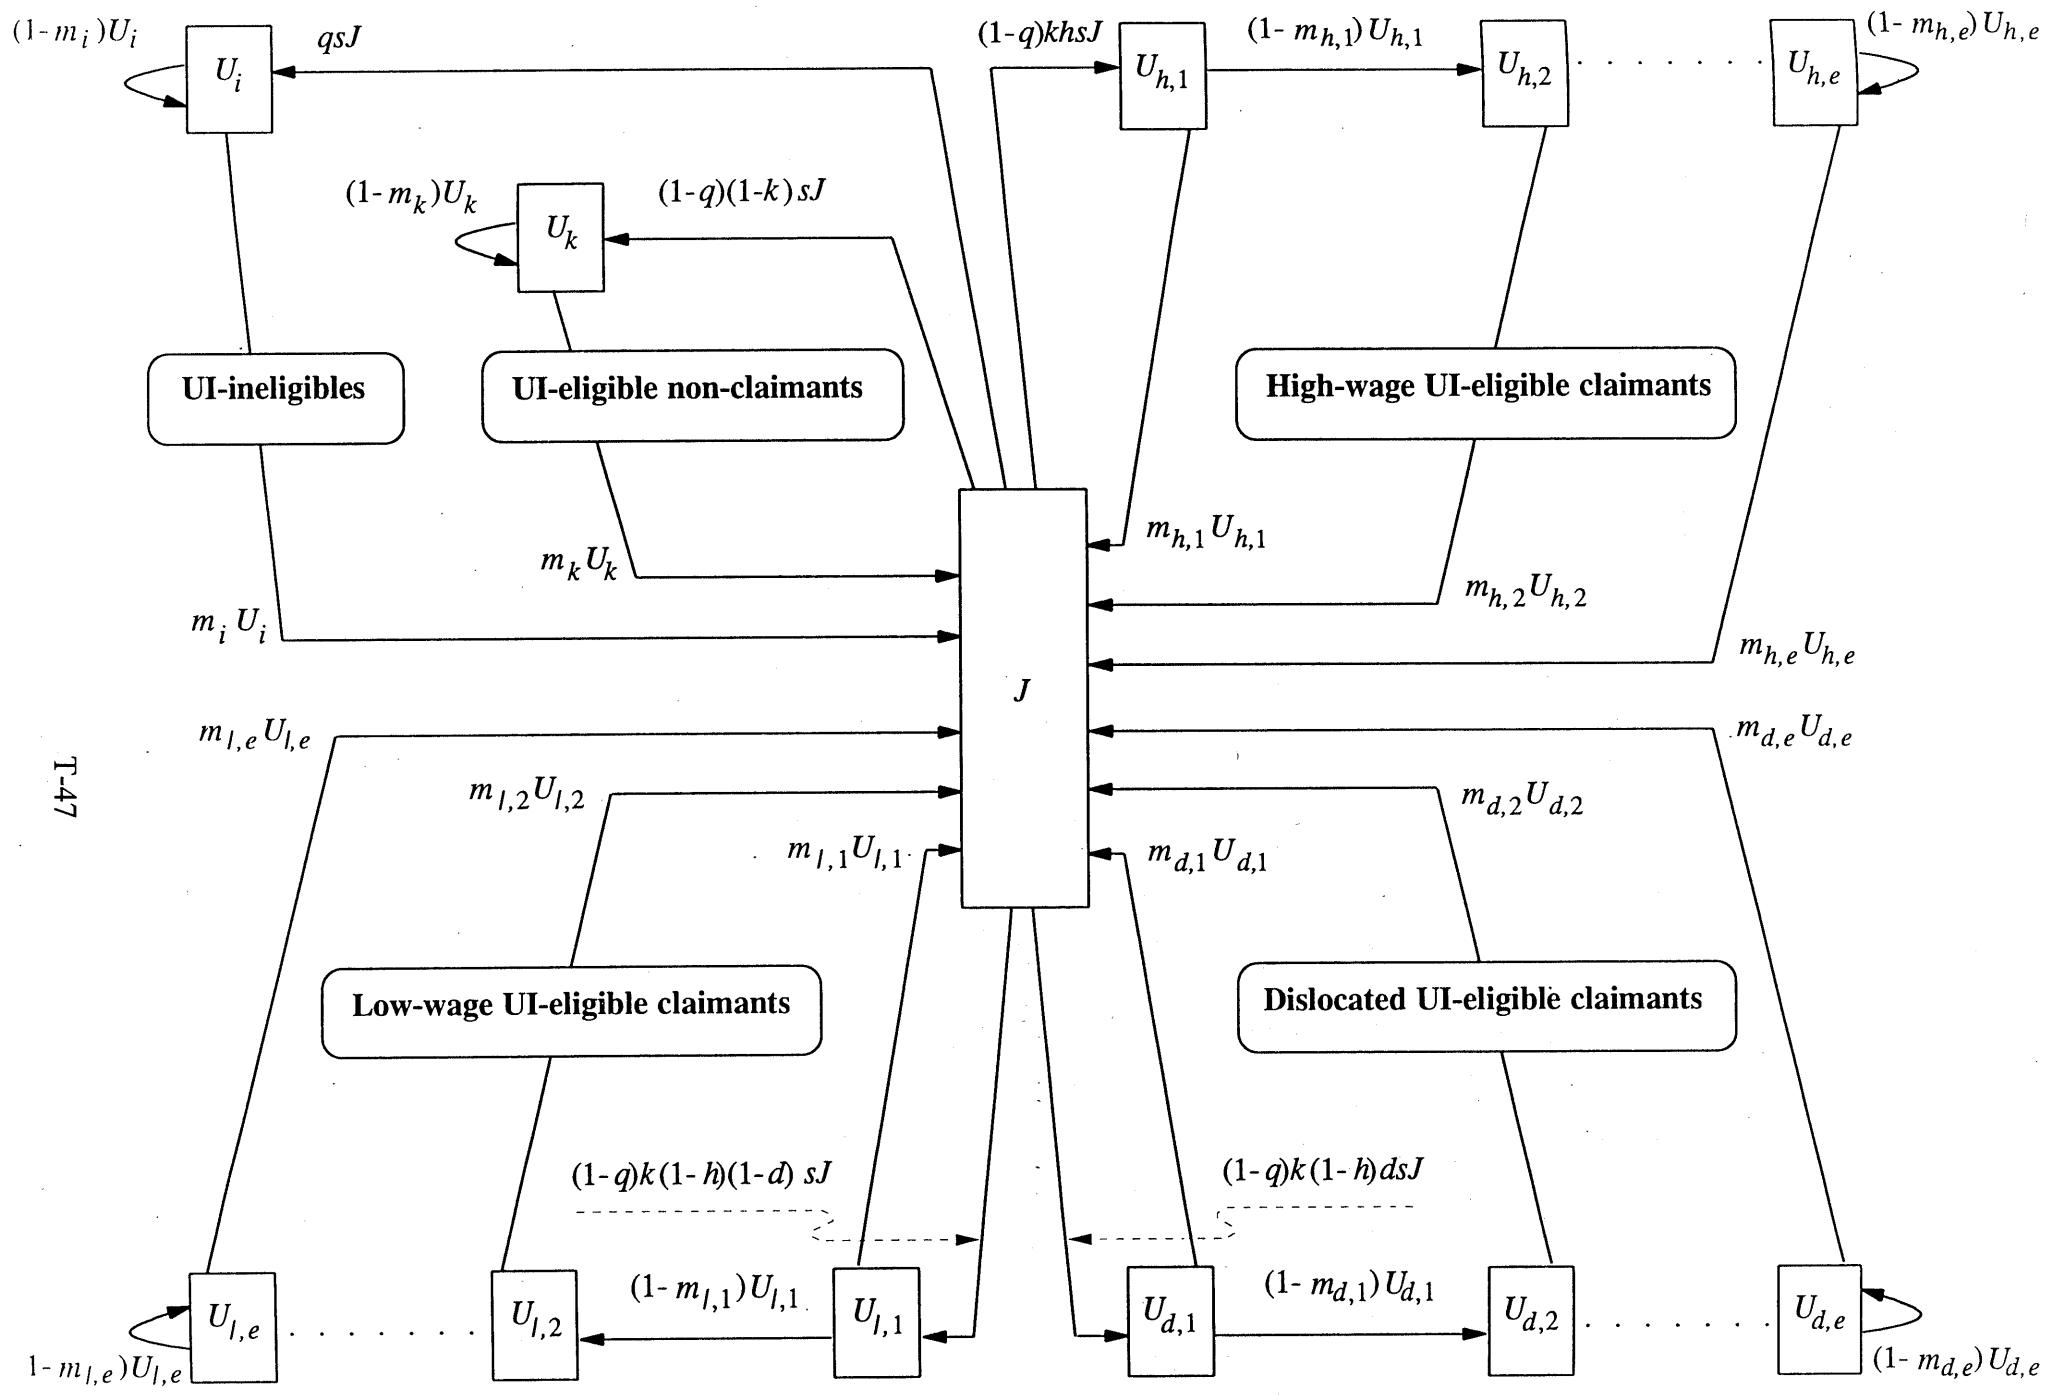 (1-m_i)U_i
qsJ
U_i
(1-q)khsJ
U_h,1
(1-m_h,1)U_h,1
U_h,2
U_h,e
(1-m_h,e)U_h,e
(1-m_k)U_k
U_k
(1-q)(1-k)sJ
UI-ineligibles
UI-eligible non-claimants
High-wage UI-eligible claimants
m_k U_k
m_i U_i
m_h,1 U_h,1
m_h,2 U_h,2
m_h,e U_h,e
J
m_l,e U_l,e
m_l,2 U_l,2
m_l,1 U_l,1
m_d,e U_d,e
m_d,2 U_d,2
m_d,1 U_d,1
T-47
Low-wage UI-eligible claimants
Dislocated UI-eligible claimants
(1-q)k(1-h)(1-d)sJ
(1-q)k(1-h)dsJ
U_l,e
U_l,2
(1-m_l,1)U_l,1
U_l,1
U_d,1
(1-m_d,1)U_d,1
U_d,2
U_d,e
1-m_l,e)U_l,e
(1-m_d,e)U_d,e